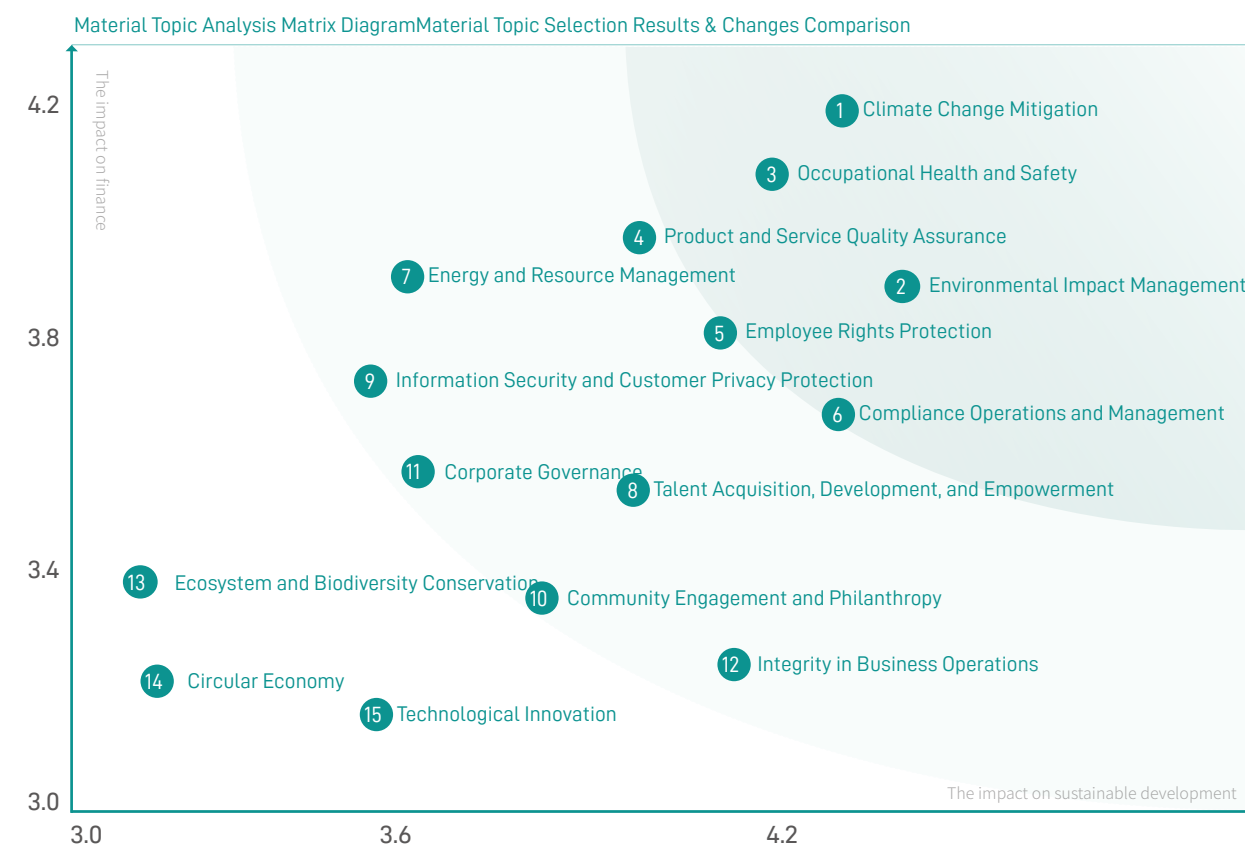 Material Topic Analysis Matrix DiagramMaterial Topic Selection Results & Changes Comparison
The impact on finance
4.2
1 Climate Change Mitigation
3 Occupational Health and Safety
4 Product and Service Quality Assurance
7 Energy and Resource Management
2 Environmental Impact Management
3.8
5 Employee Rights Protection
9 Information Security and Customer Privacy Protection
6 Compliance Operations and Management
11 Corporate Governance
8 Talent Acquisition, Development, and Empowerment
3.4
13 Ecosystem and Biodiversity Conservation
10 Community Engagement and Philanthropy
12 Integrity in Business Operations
14 Circular Economy
15 Technological Innovation
The impact on sustainable development
3.0
3.0 3.6 4.2